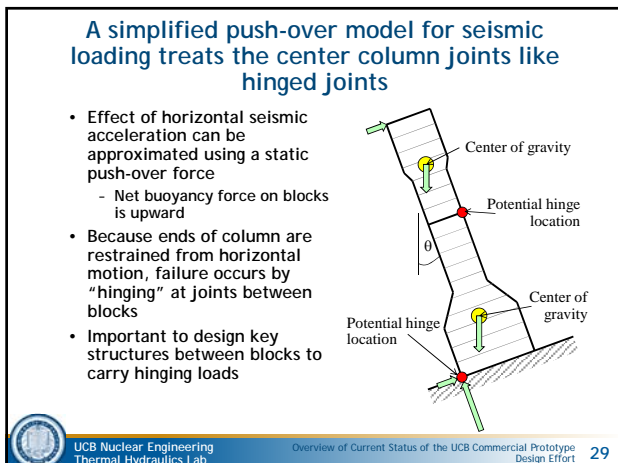 A simplified push-over model for seismic
loading treats the center column joints like
hinged joints
• Effect of horizontal seismic
acceleration can be
approximated using a static
push-over force
– Net buoyancy force on blocks
is upward
• Because ends of column are
restrained from horizontal
motion, failure occurs by
“hinging” at joints between
blocks
• Important to design key
structures between blocks to
carry hinging loads
Center of gravity
Potential hinge
location
θ
Center of
gravity
Potential hinge
location
UCB Nuclear Engineering
Thermal Hydraulics Lab
Overview of Current Status of the UCB Commercial Prototype
Design Effort
29